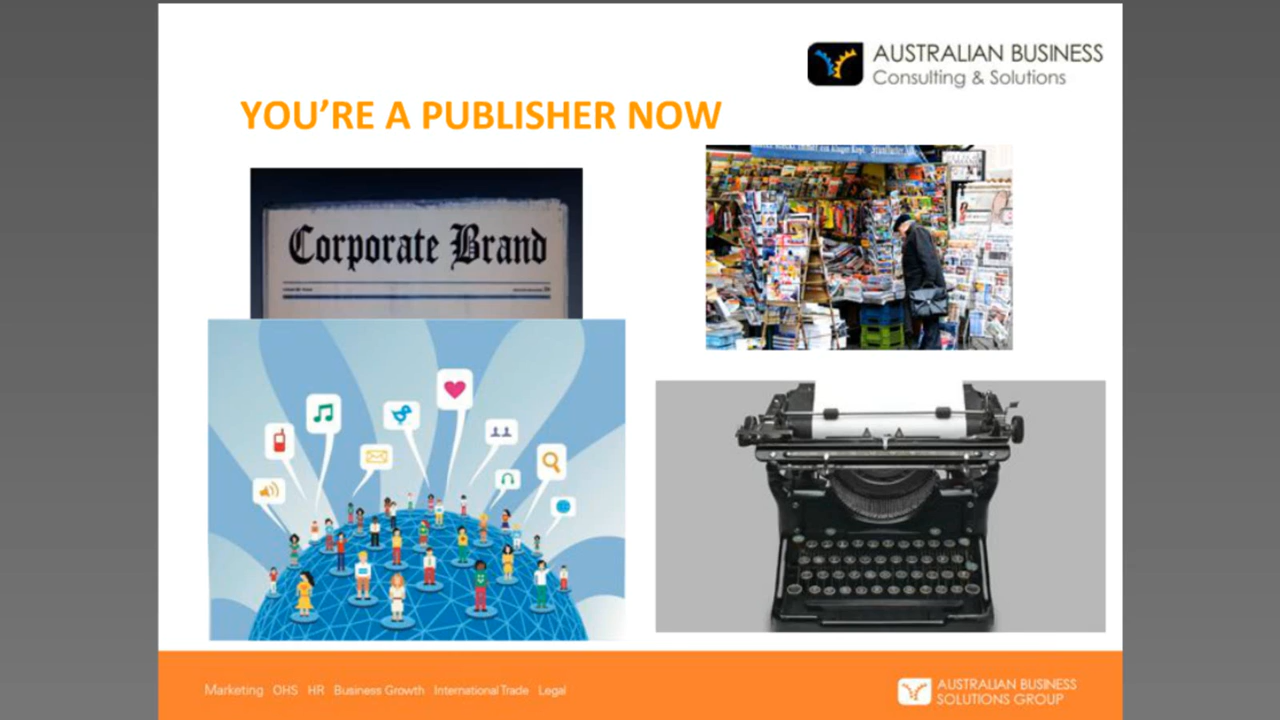 AUSTRALIAN BUSINESS
Consulting & Solutions
YOU'RE A PUBLISHER NOW
Corporate Brand
Marketing OHS HR Business Growth International Trade Legal
AUSTRALIAN BUSINESS
SOLUTIONS GROUP